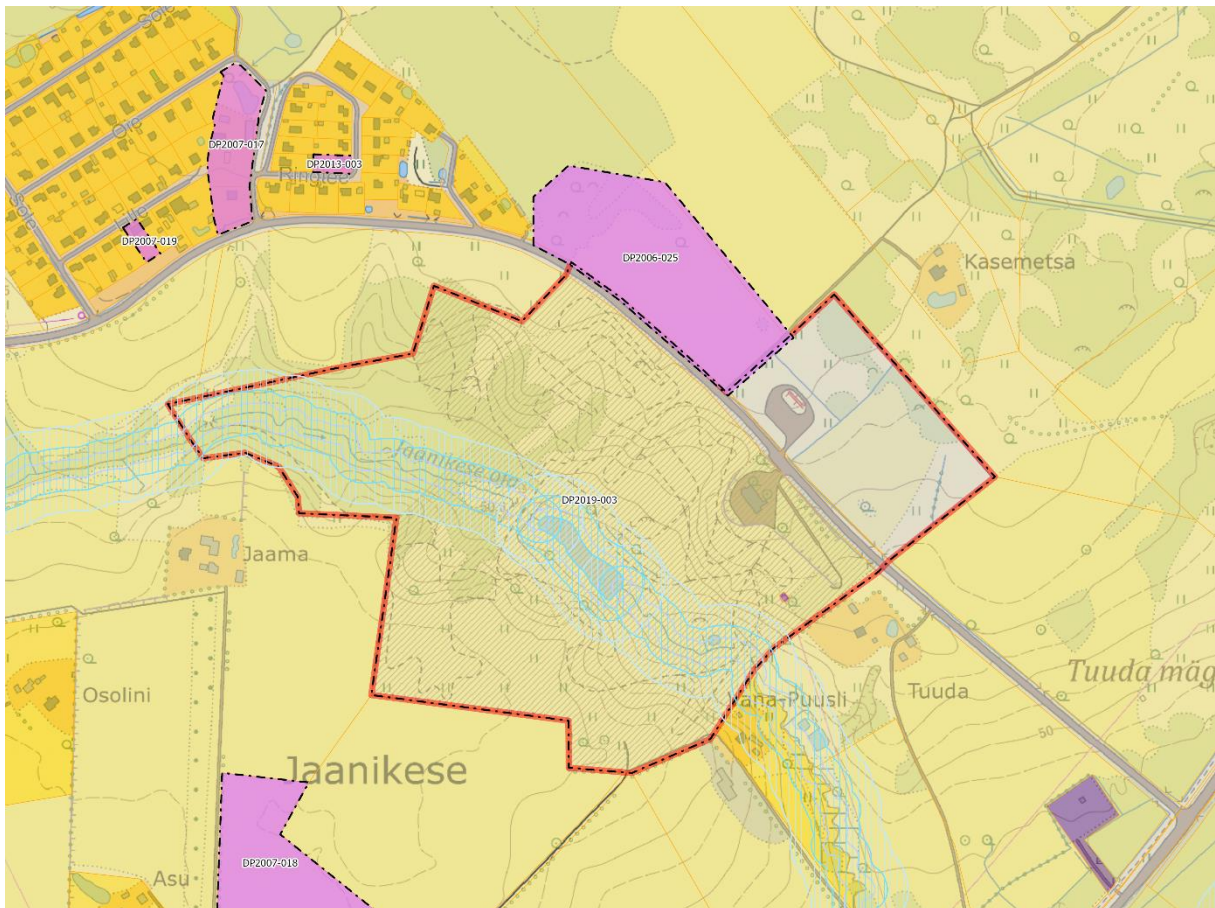 Sole
Ore
DP2007-017
DP2013-003
Ringtee
Sole
DP2007-019
DP2006-025
Kasemetsa
Jaanikese oja
DP2019-003
Jaama
Osolini
Tuuda mäg
Tuuda
Vana-Puusli
50
Jaanikese
DP2007-018
Asu